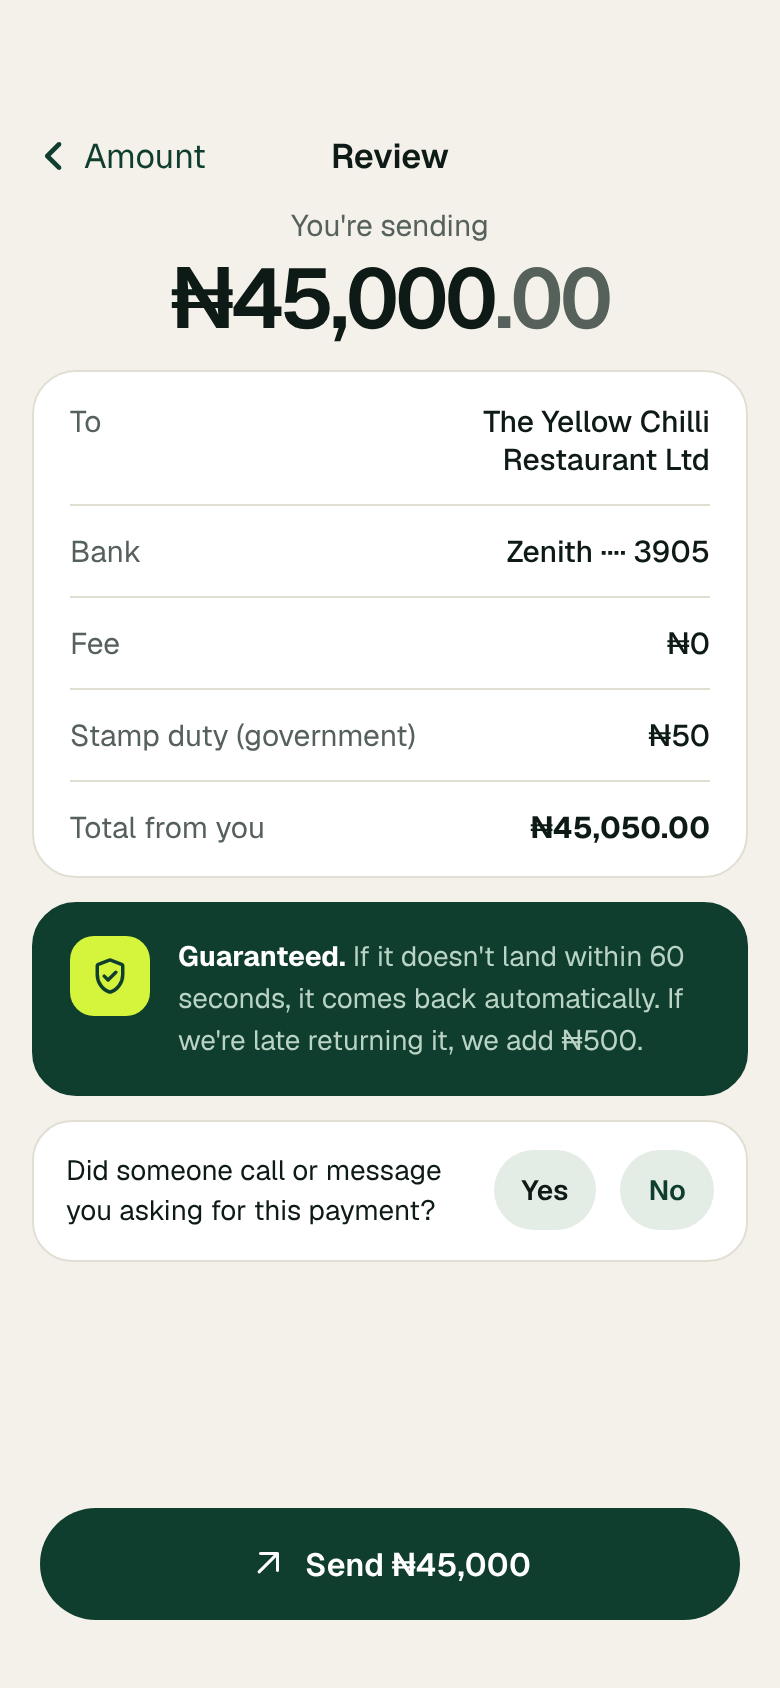 Amount
Review
You're sending
₦45,000.00
To
The Yellow Chilli
Restaurant Ltd
Bank
Zenith ···· 3905
Fee
₦0
Stamp duty (government)
₦50
Total from you
₦45,050.00
Guaranteed. If it doesn't land within 60
seconds, it comes back automatically. If
we're late returning it, we add ₦500.
Did someone call or message
you asking for this payment?
Yes
No
Send ₦45,000